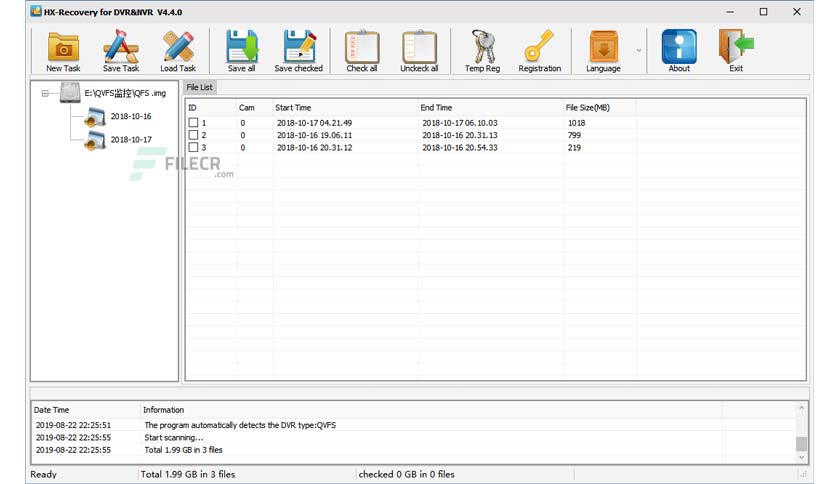 HX-Recovery for DVR&NVR V4.4.0
New Task Save Task Load Task Save all Save checked Check all Unckeck all Temp Reg Registration Language About Exit
E:\QVFS监控\QFS .img
2018-10-16
2018-10-17
FILECR
.com
File List
ID Cam Start Time End Time File Size(MB)
1 0 2018-10-17 04.21.49 2018-10-17 06.10.03 1018
2 0 2018-10-16 19.06.11 2018-10-16 20.31.13 799
3 0 2018-10-16 20.31.12 2018-10-16 20.54.33 219
Date Time Information
2019-08-22 22:25:51 The program automatically detects the DVR type:QVFS
2019-08-22 22:25:55 Start scanning...
2019-08-22 22:25:55 Total 1.99 GB in 3 files
Ready Total 1.99 GB in 3 files checked 0 GB in 0 files